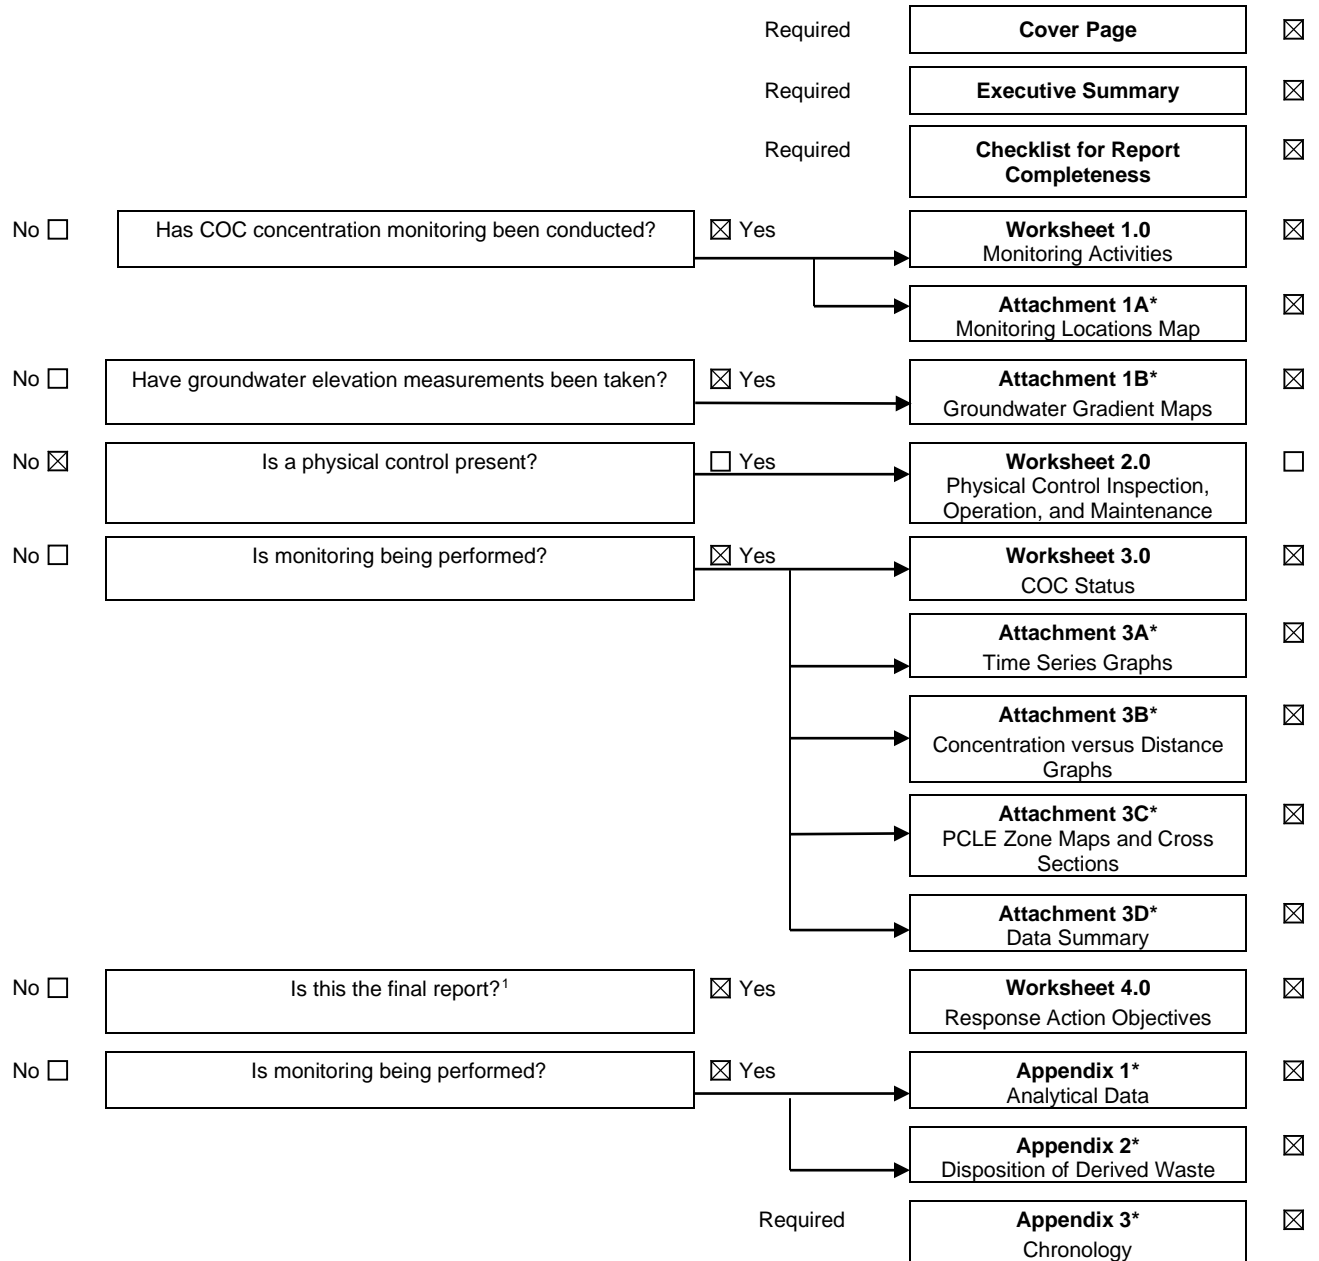 Required Cover Page ☒
Required Executive Summary ☒
Required Checklist for Report ☒
Completeness
No ☐ Has COC concentration monitoring been conducted? ☒ Yes Worksheet 1.0 ☒
Monitoring Activities
Attachment 1A* ☒
Monitoring Locations Map
No ☐ Have groundwater elevation measurements been taken? ☒ Yes Attachment 1B* ☒
Groundwater Gradient Maps
No ☒ Is a physical control present? ☐ Yes Worksheet 2.0 ☐
Physical Control Inspection,
Operation, and Maintenance
No ☐ Is monitoring being performed? ☒ Yes Worksheet 3.0 ☒
COC Status
Attachment 3A* ☒
Time Series Graphs
Attachment 3B* ☒
Concentration versus Distance
Graphs
Attachment 3C* ☒
PCLE Zone Maps and Cross
Sections
Attachment 3D* ☒
Data Summary
No ☐ Is this the final report?¹ ☒ Yes Worksheet 4.0 ☒
Response Action Objectives
No ☐ Is monitoring being performed? ☒ Yes Appendix 1* ☒
Analytical Data
Appendix 2* ☒
Disposition of Derived Waste
Required Appendix 3* ☒
Chronology